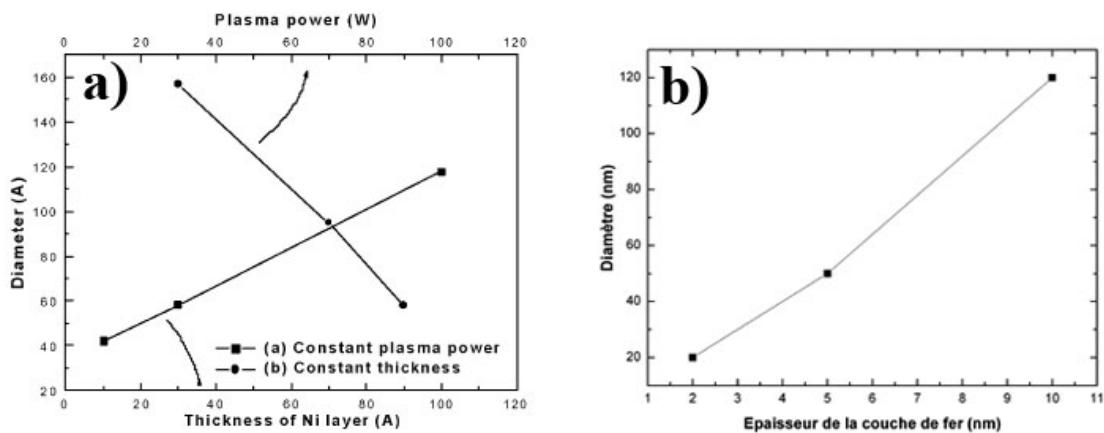 Plasma power (W)
0 20 40 60 80 100 120
a)
160
140
120
100
80
60
40
20
Diameter (A)
(a) Constant plasma power
(b) Constant thickness
0 20 40 60 80 100 120
Thickness of Ni layer (A)
b)
120
100
80
60
40
20
Diamètre (nm)
1 2 3 4 5 6 7 8 9 10 11
Epaisseur de la couche de fer (nm)